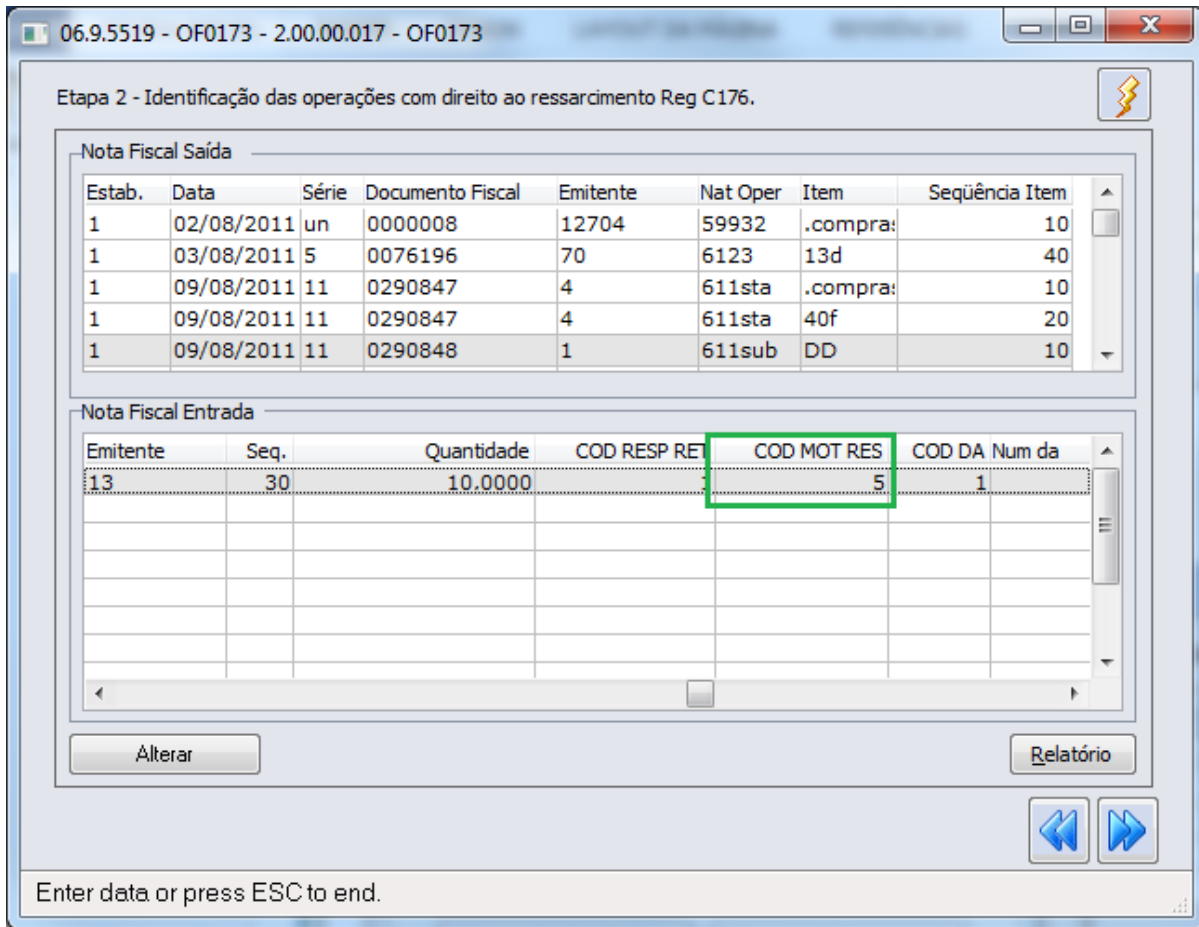 06.9.5519 - OF0173 - 2.00.00.017 - OF0173
Etapa 2 - Identificação das operações com direito ao ressarcimento Reg C176.
Nota Fiscal Saída
Estab. Data Série Documento Fiscal Emitente Nat Oper Item Seqüência Item
1 02/08/2011 un 0000008 12704 59932 .compras 10
1 03/08/2011 5 0076196 70 6123 13d 40
1 09/08/2011 11 0290847 4 611sta .compras 10
1 09/08/2011 11 0290847 4 611sta 40f 20
1 09/08/2011 11 0290848 1 611sub DD 10
Nota Fiscal Entrada
Emitente Seq. Quantidade COD RESP RET COD MOT RES COD DA Num da
13 30 10,0000 1 5 1
Alterar
Relatório
Enter data or press ESC to end.